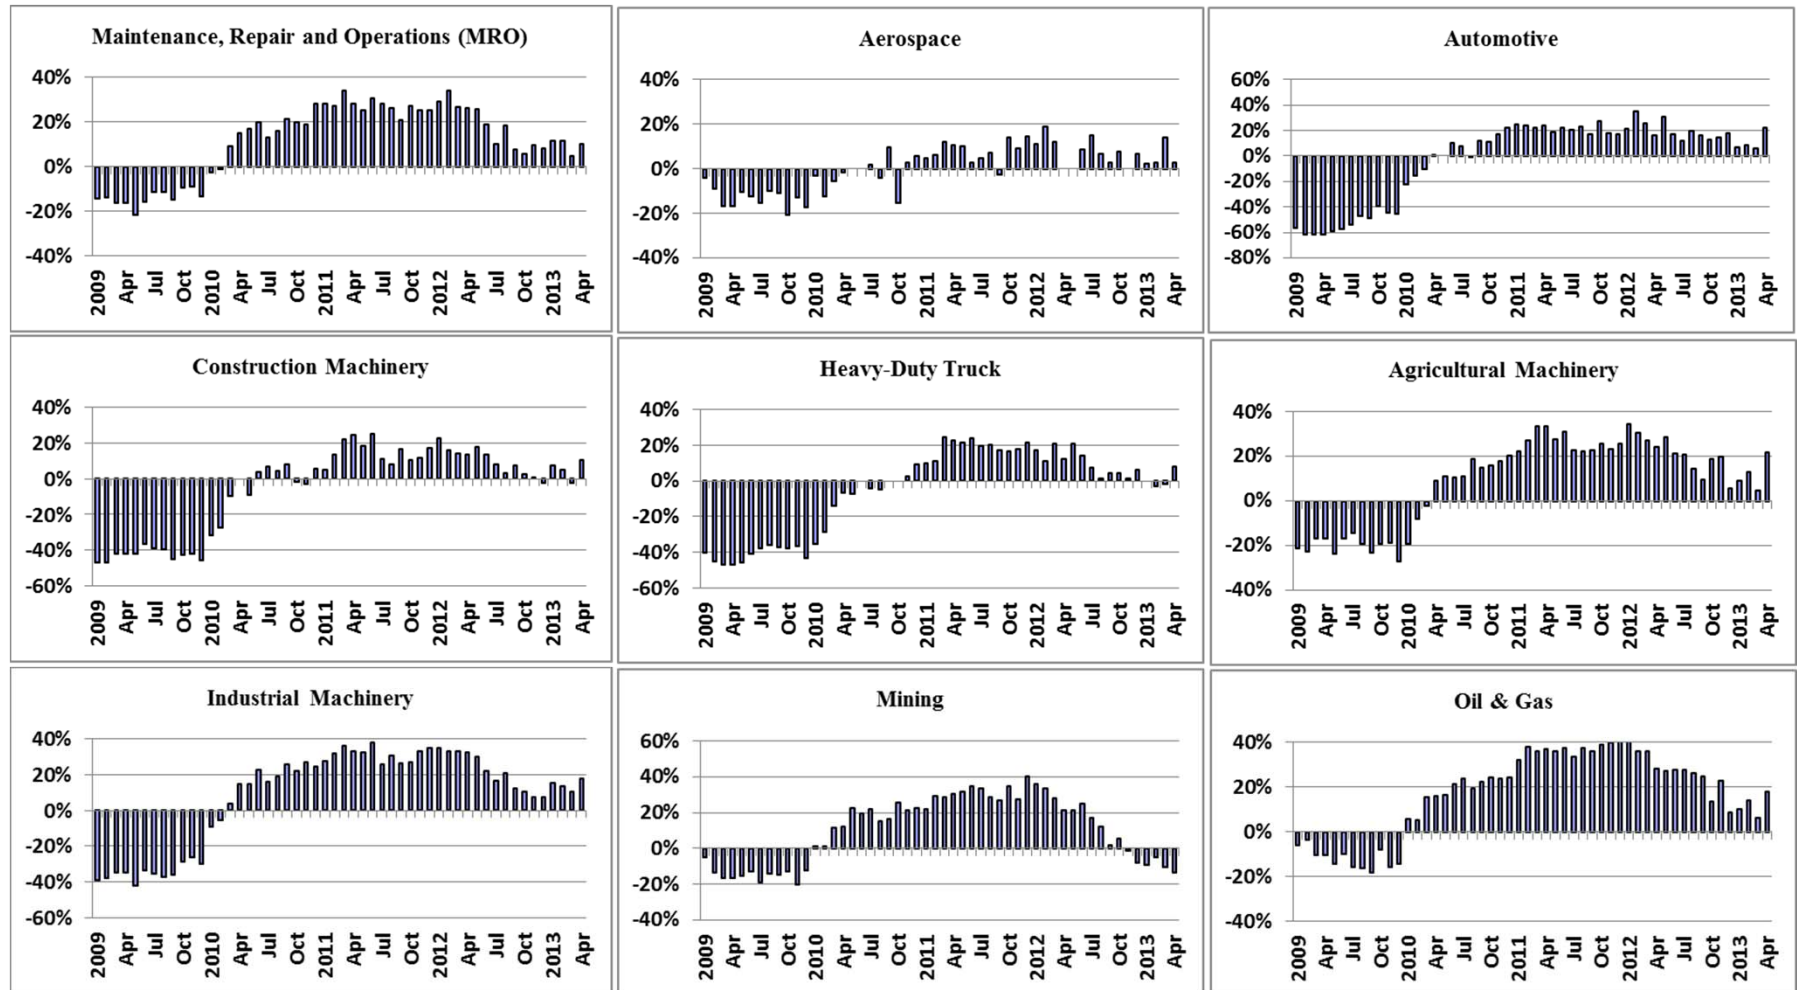 Maintenance, Repair and Operations (MRO)
40%
20%
0%
-20%
-40%
2009 Apr Jul Oct 2010 Apr Jul Oct 2011 Apr Jul Oct 2012 Apr Jul Oct 2013 Apr
Aerospace
40%
20%
0%
-20%
-40%
2009 Apr Jul Oct 2010 Apr Jul Oct 2011 Apr Jul Oct 2012 Apr Jul Oct 2013 Apr
Automotive
60%
40%
20%
0%
-20%
-40%
-60%
-80%
2009 Apr Jul Oct 2010 Apr Jul Oct 2011 Apr Jul Oct 2012 Apr Jul Oct 2013 Apr
Construction Machinery
40%
20%
0%
-20%
-40%
-60%
2009 Apr Jul Oct 2010 Apr Jul Oct 2011 Apr Jul Oct 2012 Apr Jul Oct 2013 Apr
Heavy-Duty Truck
40%
20%
0%
-20%
-40%
-60%
2009 Apr Jul Oct 2010 Apr Jul Oct 2011 Apr Jul Oct 2012 Apr Jul Oct 2013 Apr
Agricultural Machinery
40%
20%
0%
-20%
-40%
2009 Apr Jul Oct 2010 Apr Jul Oct 2011 Apr Jul Oct 2012 Apr Jul Oct 2013 Apr
Industrial Machinery
40%
20%
0%
-20%
-40%
-60%
2009 Apr Jul Oct 2010 Apr Jul Oct 2011 Apr Jul Oct 2012 Apr Jul Oct 2013 Apr
Mining
60%
40%
20%
0%
-20%
-40%
2009 Apr Jul Oct 2010 Apr Jul Oct 2011 Apr Jul Oct 2012 Apr Jul Oct 2013 Apr
Oil & Gas
40%
20%
0%
-20%
-40%
2009 Apr Jul Oct 2010 Apr Jul Oct 2011 Apr Jul Oct 2012 Apr Jul Oct 2013 Apr